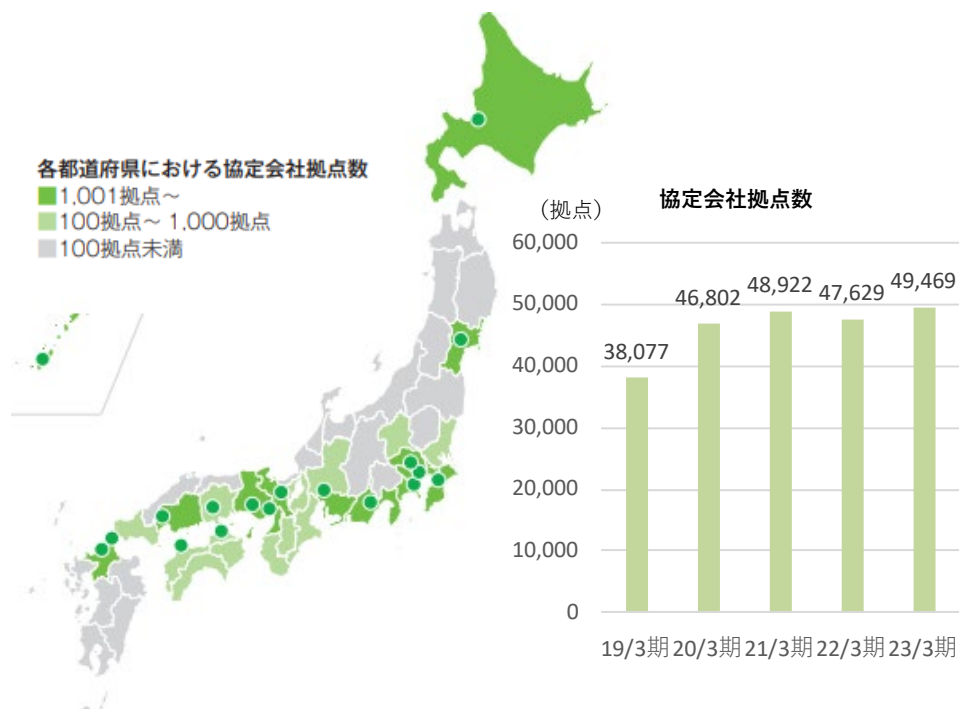 各都道府県における協定会社拠点数
1,001拠点～
100拠点～ 1,000拠点
100拠点未満
協定会社拠点数
（拠点）
60,000
50,000
40,000
30,000
20,000
10,000
0
38,077
46,802
48,922
47,629
49,469
19/3期 20/3期 21/3期 22/3期 23/3期